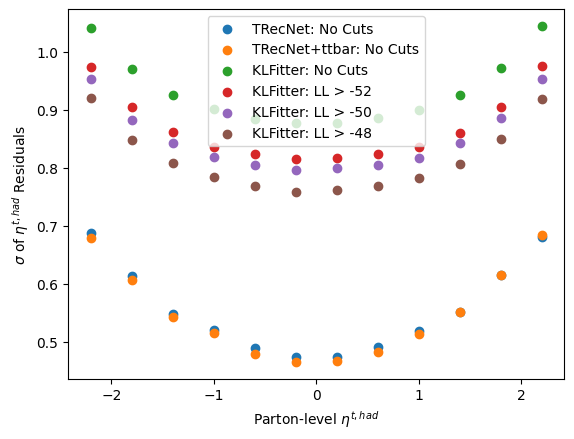 TRecNet: No Cuts
TRecNet+ttbar: No Cuts
KLFitter: No Cuts
KLFitter: LL > -52
KLFitter: LL > -50
KLFitter: LL > -48
1.0
0.9
0.8
0.7
0.6
0.5
σ of η^{t,had} Residuals
−2
−1
0
1
2
Parton-level η^{t,had}